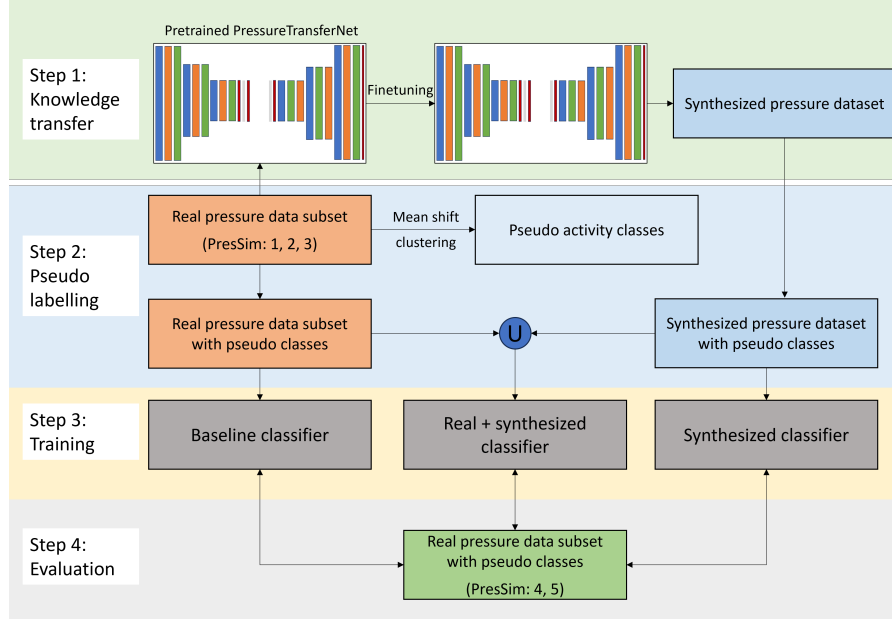 Pretrained PressureTransferNet
Step 1:
Knowledge
transfer
Finetuning
Synthesized pressure dataset
Step 2:
Pseudo
labelling
Real pressure data subset
(PresSim: 1, 2, 3)
Mean shift
clustering
Pseudo activity classes
Real pressure data subset
with pseudo classes
U
Synthesized pressure dataset
with pseudo classes
Step 3:
Training
Baseline classifier
Real + synthesized
classifier
Synthesized classifier
Step 4:
Evaluation
Real pressure data subset
with pseudo classes
(PresSim: 4, 5)